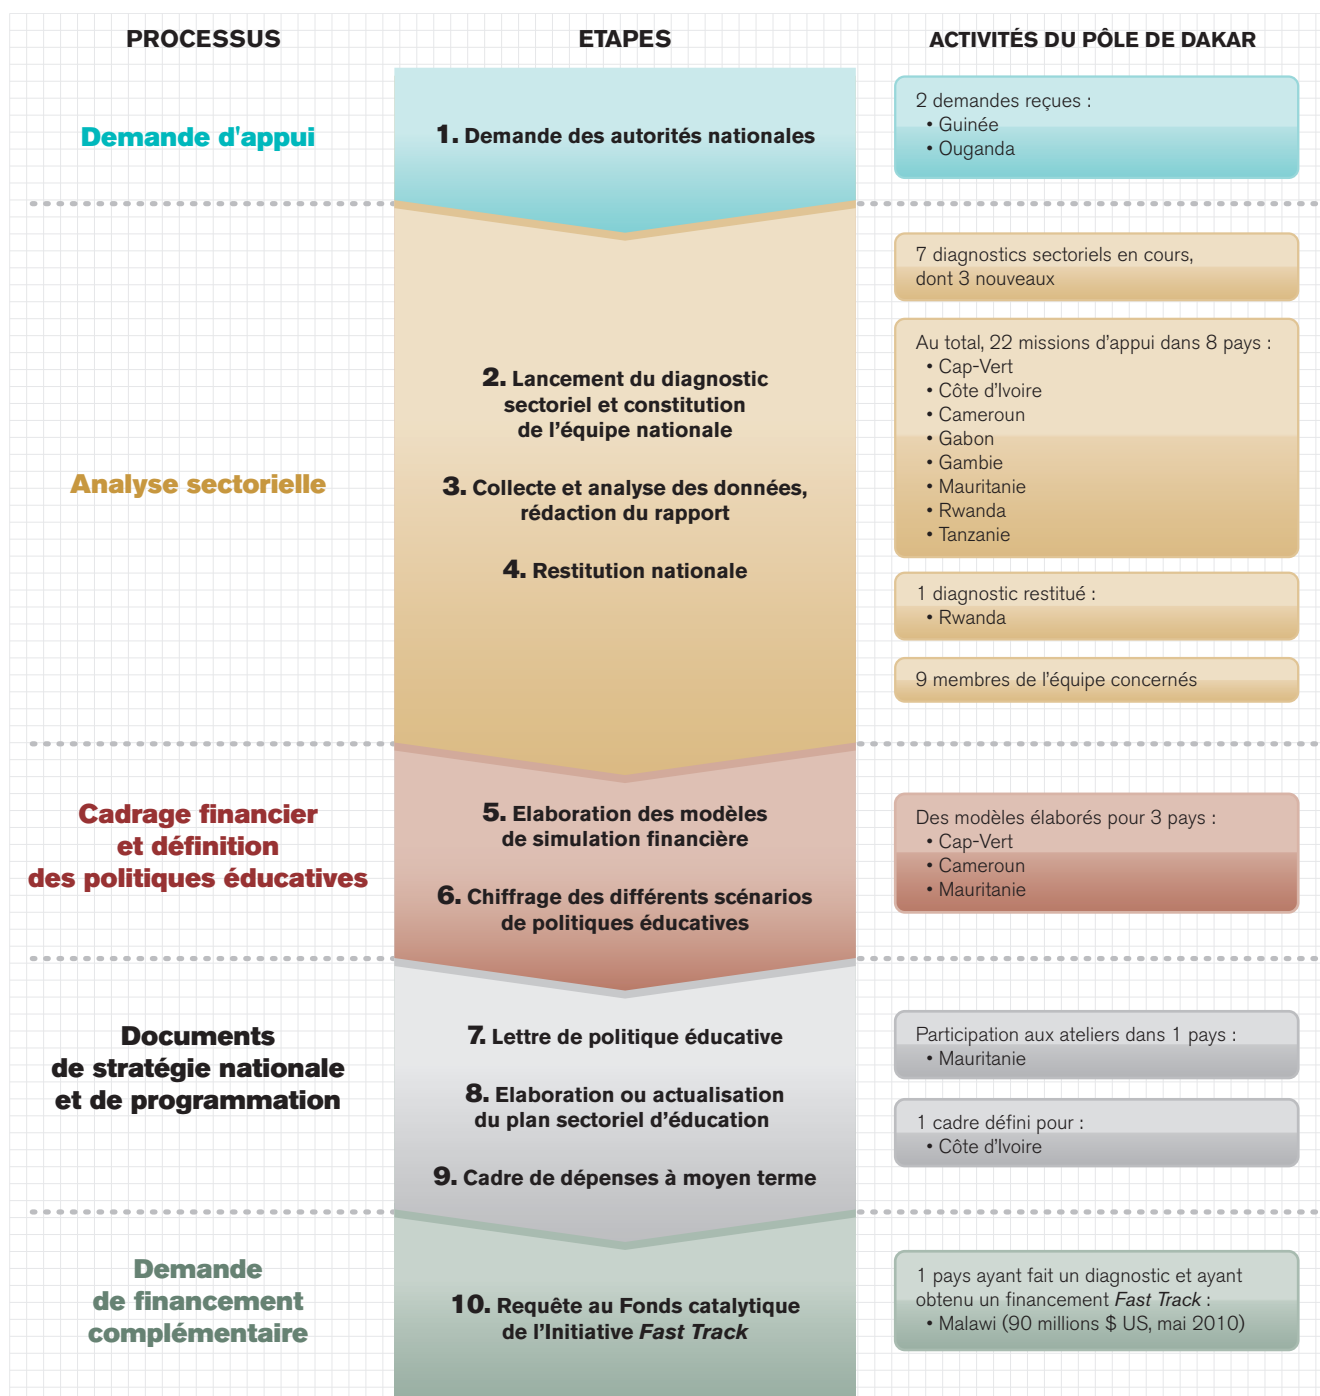 PROCESSUS
ETAPES
ACTIVITÉS DU PÔLE DE DAKAR
Demande d'appui
1. Demande des autorités nationales
2 demandes reçues :
• Guinée
• Ouganda
Analyse sectorielle
2. Lancement du diagnostic
sectoriel et constitution
de l’équipe nationale
3. Collecte et analyse des données,
rédaction du rapport
4. Restitution nationale
7 diagnostics sectoriels en cours,
dont 3 nouveaux
Au total, 22 missions d’appui dans 8 pays :
• Cap-Vert
• Côte d’Ivoire
• Cameroun
• Gabon
• Gambie
• Mauritanie
• Rwanda
• Tanzanie
1 diagnostic restitué :
• Rwanda
9 membres de l’équipe concernés
Cadrage financier
et définition
des politiques éducatives
5. Elaboration des modèles
de simulation financière
6. Chiffrage des différents scénarios
de politiques éducatives
Des modèles élaborés pour 3 pays :
• Cap-Vert
• Cameroun
• Mauritanie
Documents
de stratégie nationale
et de programmation
7. Lettre de politique éducative
8. Elaboration ou actualisation
du plan sectoriel d’éducation
9. Cadre de dépenses à moyen terme
Participation aux ateliers dans 1 pays :
• Mauritanie
1 cadre défini pour :
• Côte d’Ivoire
Demande
de financement
complémentaire
10. Requête au Fonds catalytique
de l’Initiative Fast Track
1 pays ayant fait un diagnostic et ayant
obtenu un financement Fast Track :
• Malawi (90 millions $ US, mai 2010)